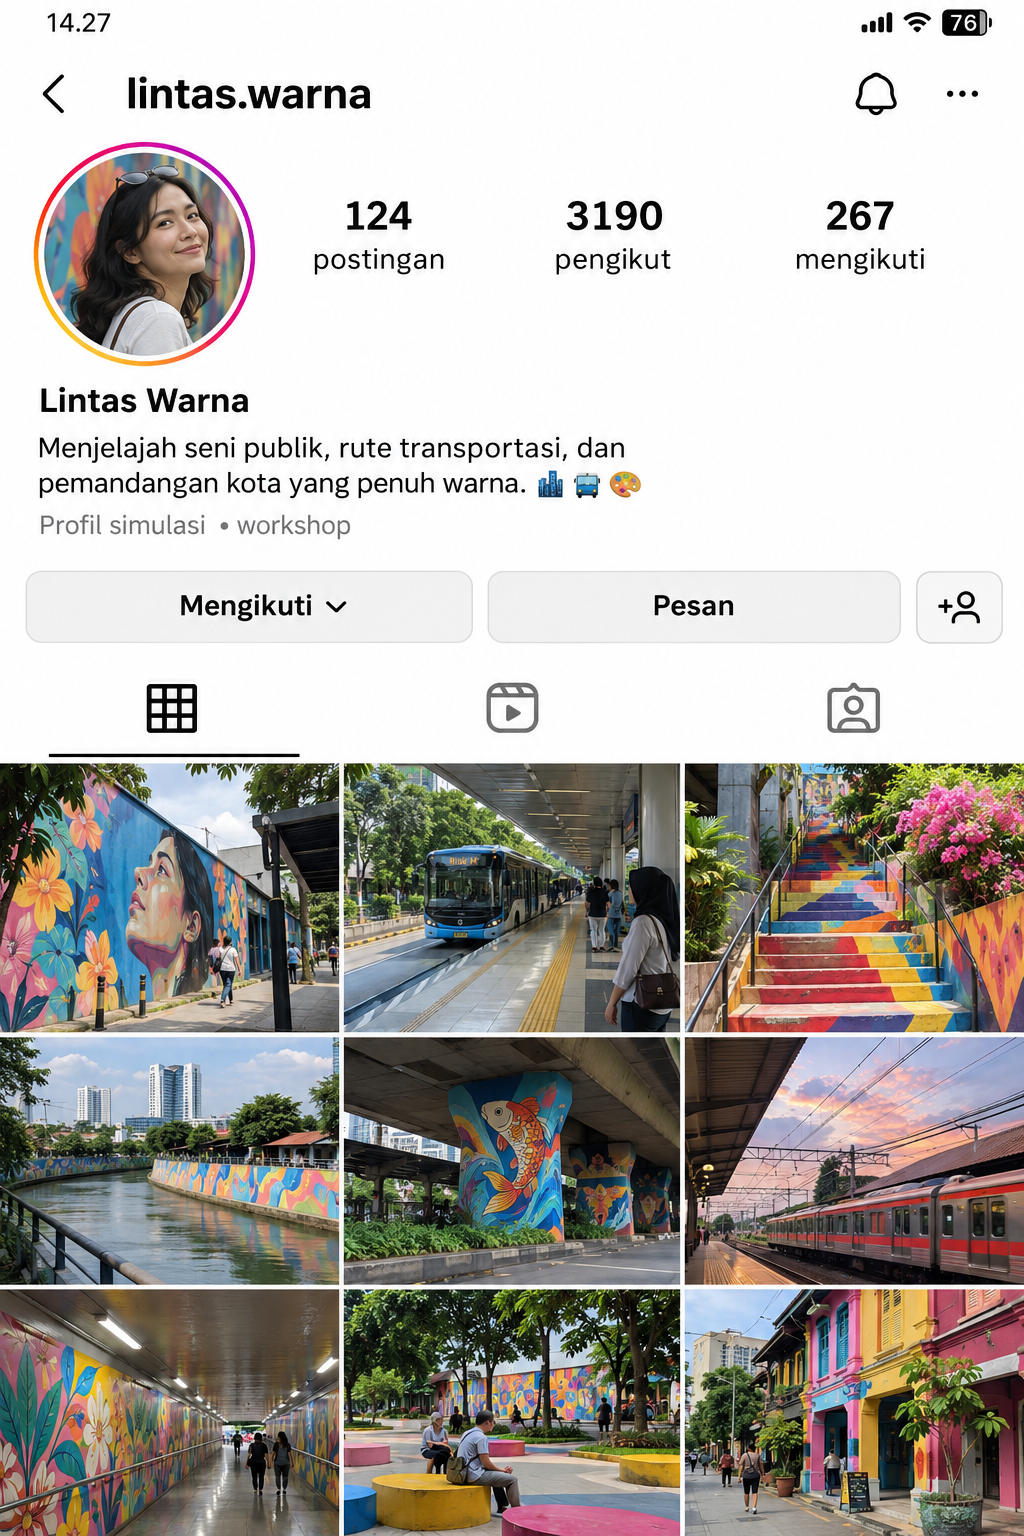 14.27
76
lintas.warna
124
postingan
3190
pengikut
267
mengikuti
Lintas Warna
Menjelajah seni publik, rute transportasi, dan
pemandangan kota yang penuh warna.
Profil simulasi • workshop
Mengikuti
Pesan